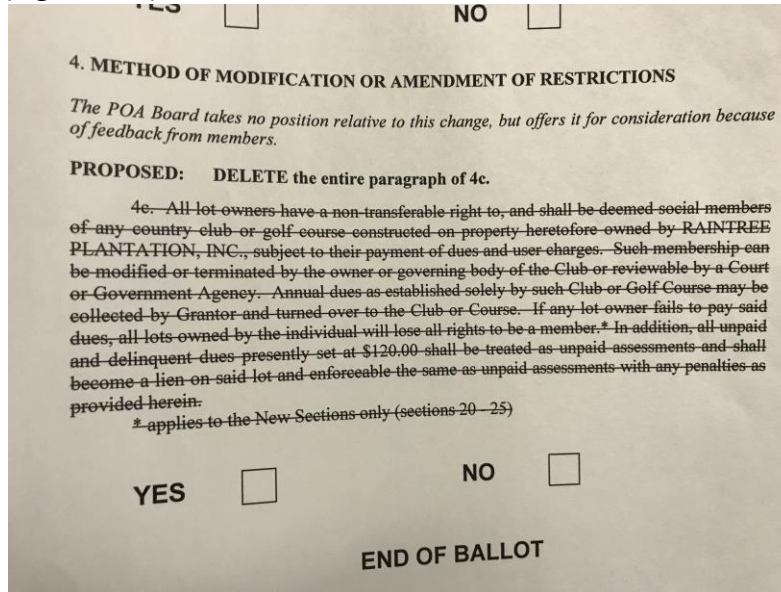 YES NO
4. METHOD OF MODIFICATION OR AMENDMENT OF RESTRICTIONS
The POA Board takes no position relative to this change, but offers it for consideration because
of feedback from members.
PROPOSED: DELETE the entire paragraph of 4c.
4c. All lot owners have a non-transferable right to, and shall be deemed social members
of any country club or golf course constructed on property heretofore owned by RAINTREE
PLANTATION, INC., subject to their payment of dues and user charges. Such membership can
be modified or terminated by the owner or governing body of the Club or reviewable by a Court
or Government Agency. Annual dues as established solely by such Club or Golf Course may be
collected by Grantor and turned over to the Club or Course. If any lot owner fails to pay said
dues, all lots owned by the individual will lose all rights to be a member.* In addition, all unpaid
and delinquent dues presently set at $120.00 shall be treated as unpaid assessments and shall
become a lien on said lot and enforceable the same as unpaid assessments with any penalties as
provided herein.
* applies to the New Sections only (sections 20 - 25)
YES NO
END OF BALLOT